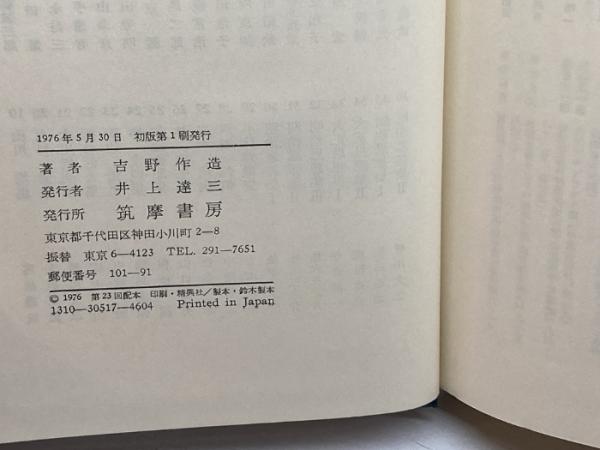 1976年5月30日 初版第1刷発行
著者 吉野作造
発行者 井上達三
発行所 筑摩書房
東京都千代田区神田小川町2―8
振替 東京6―4123 TEL. 291―7651
郵便番号 101―91
© 1976 第23回配本 印刷・精興社/製本・鈴木製本
1310―30517―4604 Printed in Japan